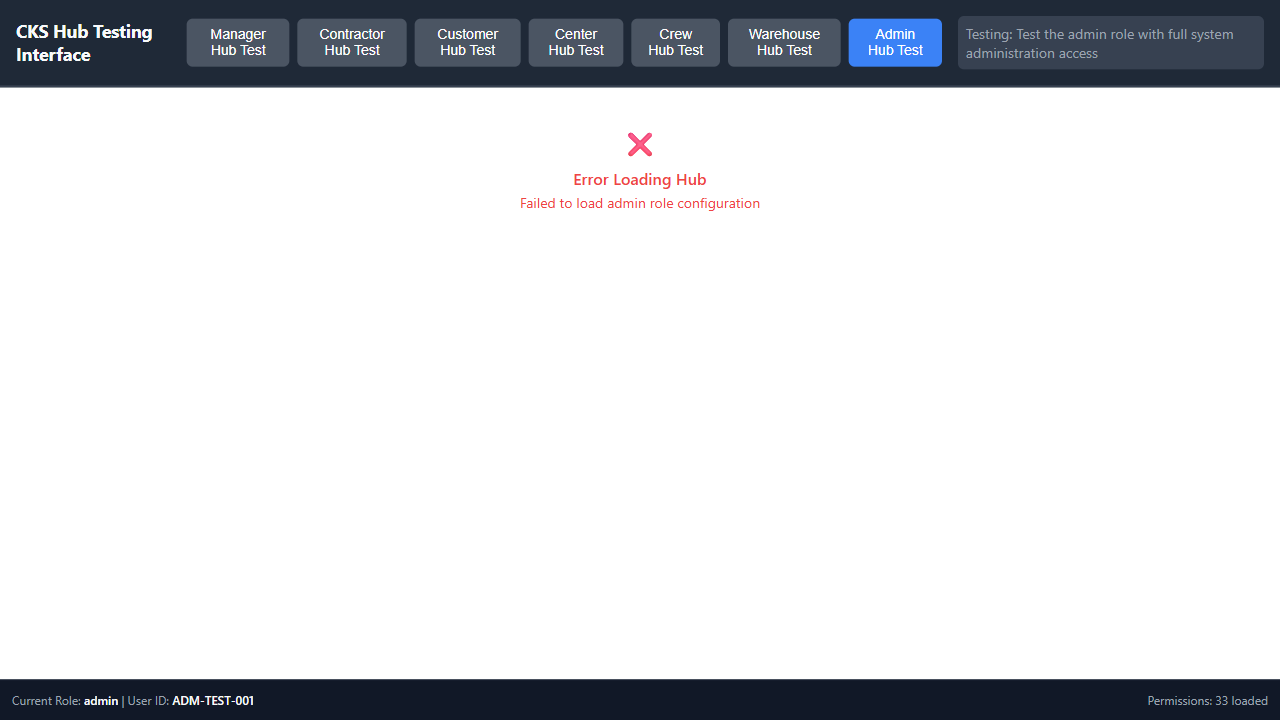 CKS Hub Testing
Interface
Manager
Hub Test
Contractor
Hub Test
Customer
Hub Test
Center
Hub Test
Crew
Hub Test
Warehouse
Hub Test
Admin
Hub Test
Testing: Test the admin role with full system
administration access
Error Loading Hub
Failed to load admin role configuration
Current Role: admin | User ID: ADM-TEST-001
Permissions: 33 loaded